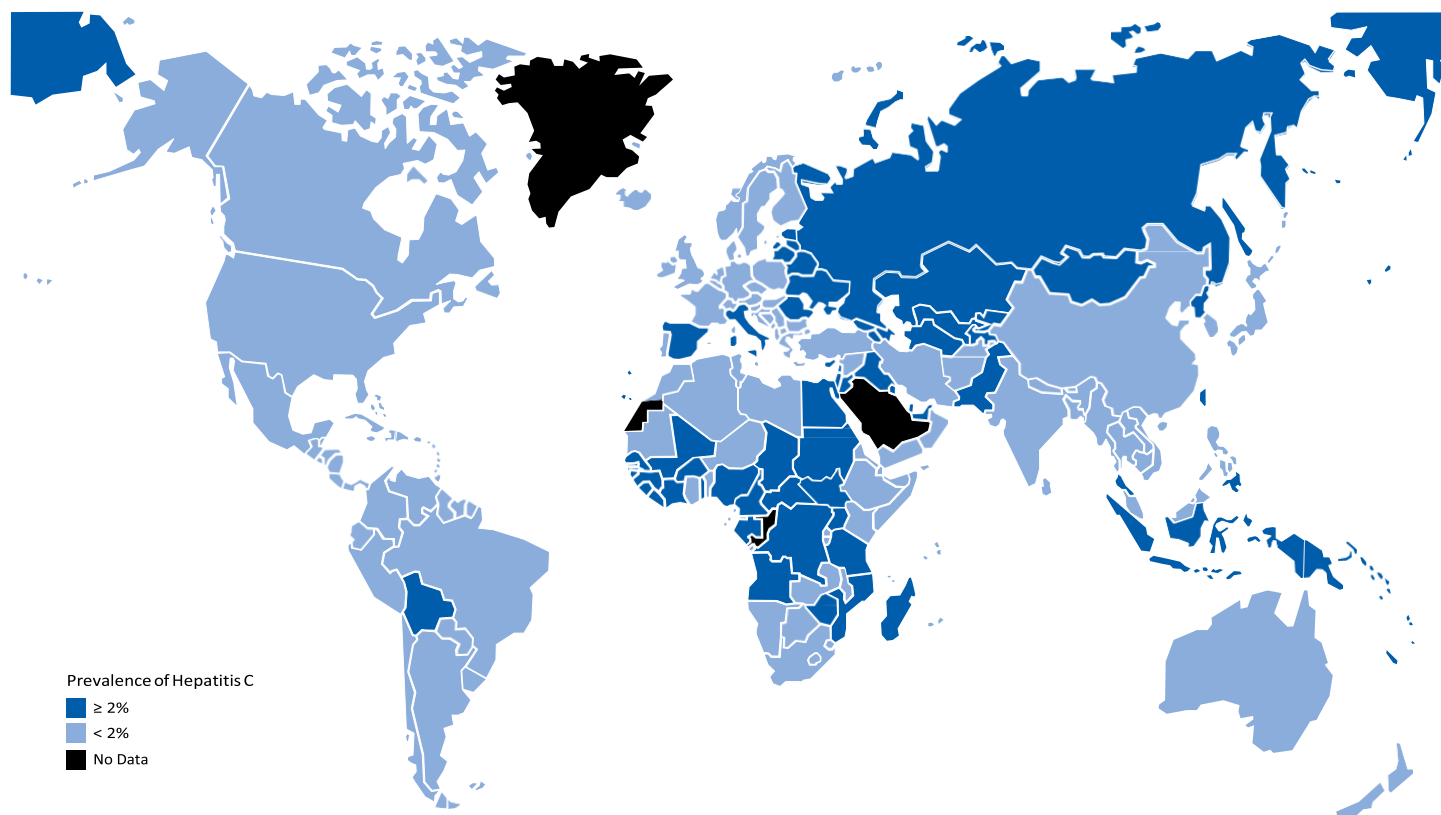 Prevalence of Hepatitis C
≥ 2%
< 2%
No Data